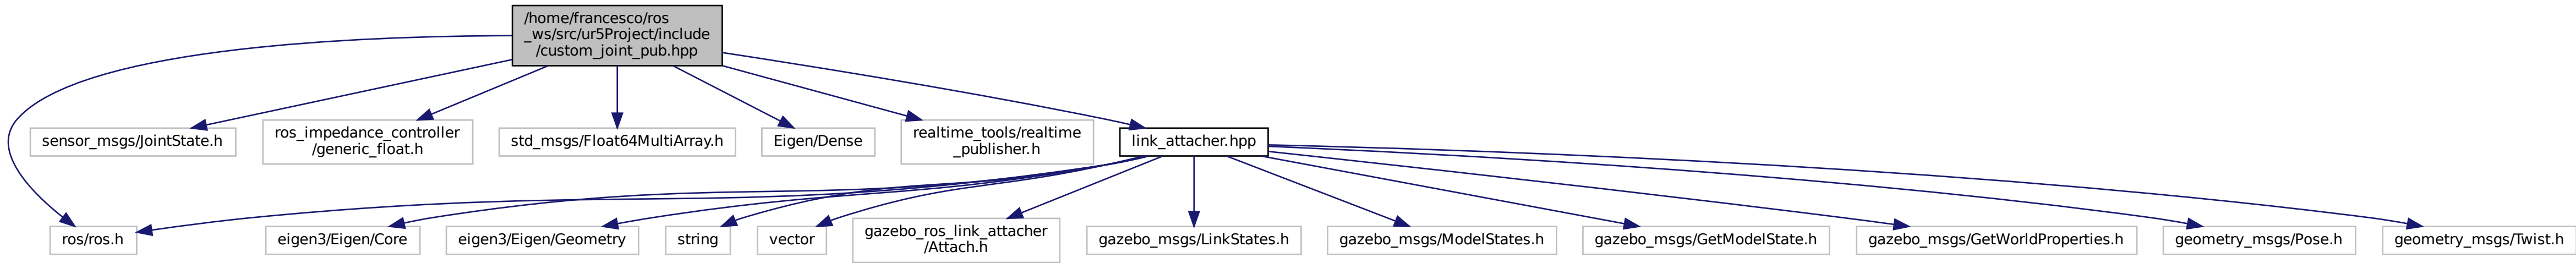 /home/francesco/ros
_ws/src/ur5Project/include
/custom_joint_pub.hpp
sensor_msgs/JointState.h
ros_impedance_controller
/generic_float.h
std_msgs/Float64MultiArray.h
Eigen/Dense
realtime_tools/realtime
_publisher.h
link_attacher.hpp
ros/ros.h
eigen3/Eigen/Core
eigen3/Eigen/Geometry
string
vector
gazebo_ros_link_attacher
/Attach.h
gazebo_msgs/LinkStates.h
gazebo_msgs/ModelStates.h
gazebo_msgs/GetModelState.h
gazebo_msgs/GetWorldProperties.h
geometry_msgs/Pose.h
geometry_msgs/Twist.h